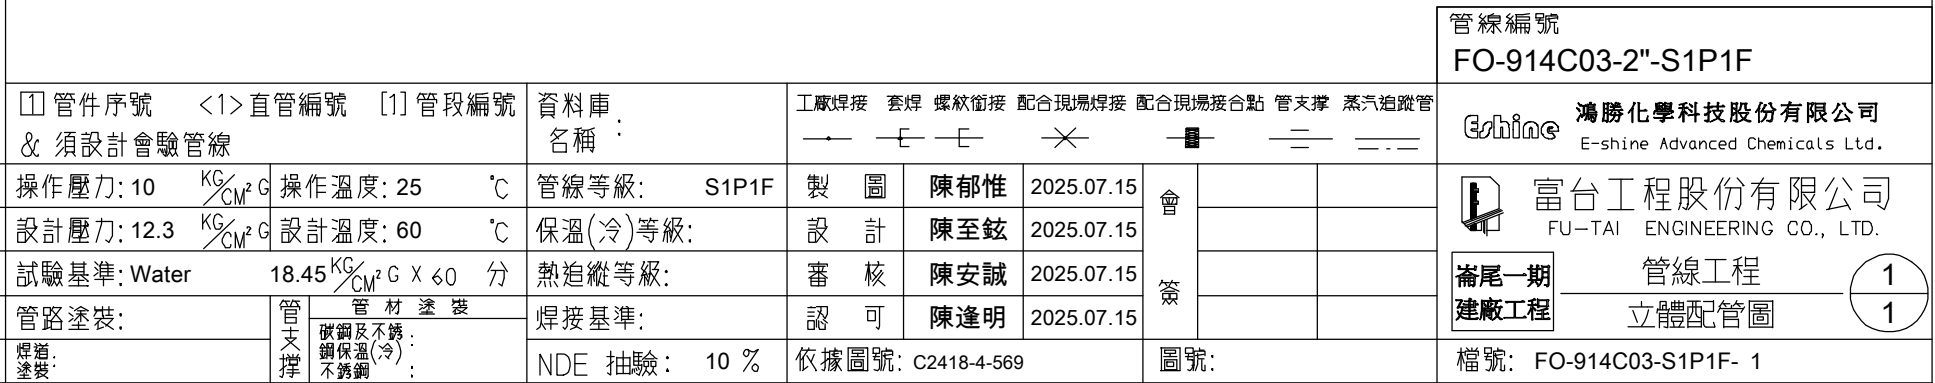 管線編號
FO-914C03-2"-S1P1F
1 管件序號 <1>直管編號 [1]管段編號
& 須設計會驗管線
資料庫
名稱 :
工廠焊接 套焊 螺紋銜接 配合現場焊接 配合現場接合點 管支撐 蒸汽追蹤管
Eshine 鴻勝化學科技股份有限公司
E-shine Advanced Chemicals Ltd.
操作壓力: 10 KG/CM² G 操作溫度: 25 °C 管線等級: S1P1F 製 圖 陳郁惟 2025.07.15
設計壓力: 12.3 KG/CM² G 設計溫度: 60 °C 保溫(冷)等級: 設 計 陳至鉉 2025.07.15
試驗基準: Water 18.45 KG/CM² G X 60 分 熱追縱等級: 審 核 陳安誠 2025.07.15
管路塗裝: 管支撐 管材塗裝 焊接基準: 認 可 陳逢明 2025.07.15
會簽
碳鋼及不銹
鋼保溫(冷) :
不銹鋼 :
焊道
塗裝:
NDE 抽驗: 10 % 依據圖號: C2418-4-569 圖號:
富台工程股份有限公司
FU-TAI ENGINEERING CO., LTD.
崙尾一期
建廠工程
管線工程
立體配管圖
1
1
檔號: FO-914C03-S1P1F- 1